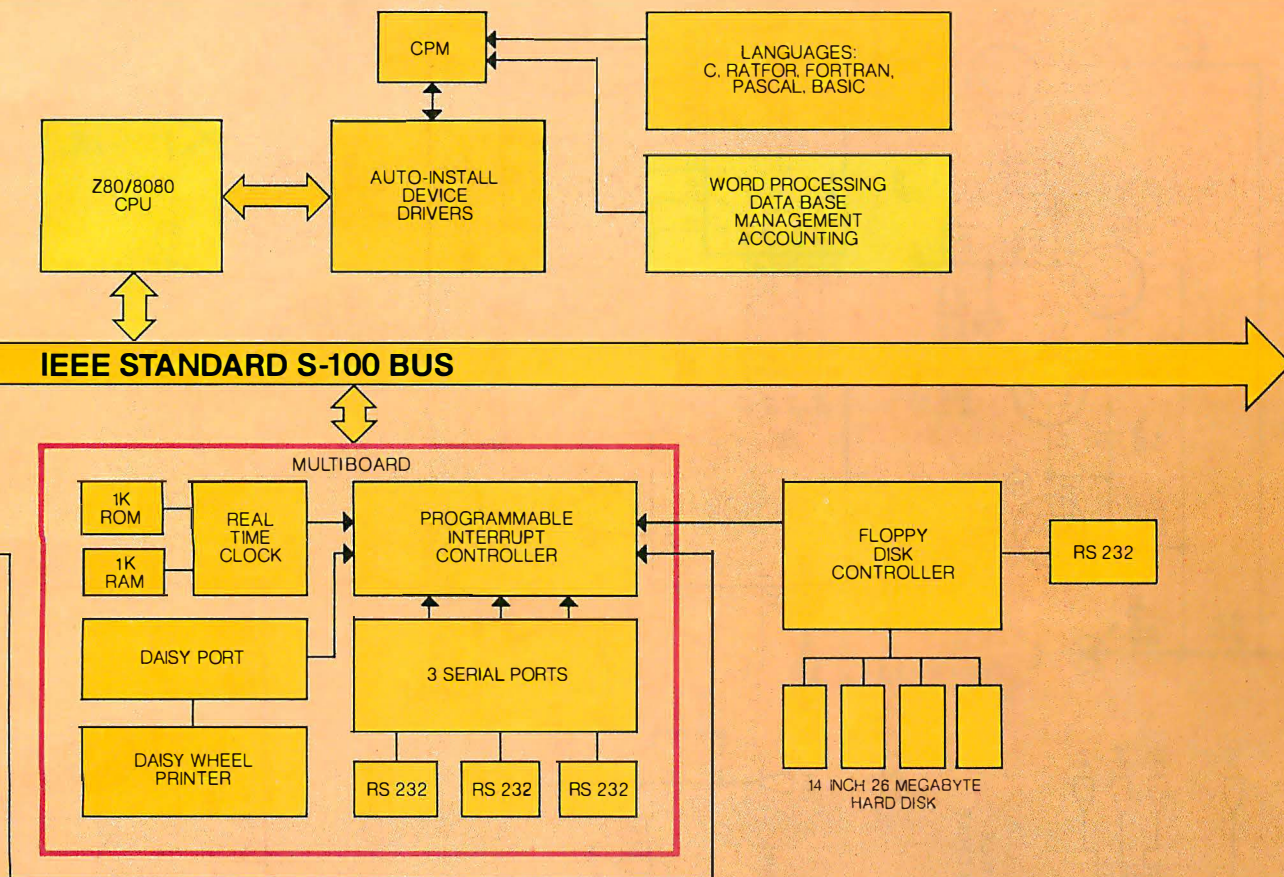 CPM
LANGUAGES:
C, RATFOR, FORTRAN,
PASCAL, BASIC
Z80/8080
CPU
AUTO-INSTALL
DEVICE
DRIVERS
WORD PROCESSING
DATA BASE
MANAGEMENT
ACCOUNTING
IEEE STANDARD S-100 BUS
MULTIBOARD
1K
ROM
1K
RAM
REAL
TIME
CLOCK
PROGRAMMABLE
INTERRUPT
CONTROLLER
FLOPPY
DISK
CONTROLLER
RS 232
DAISY PORT
3 SERIAL PORTS
DAISY WHEEL
PRINTER
RS 232
RS 232
RS 232
14 INCH 26 MEGABYTE
HARD DISK